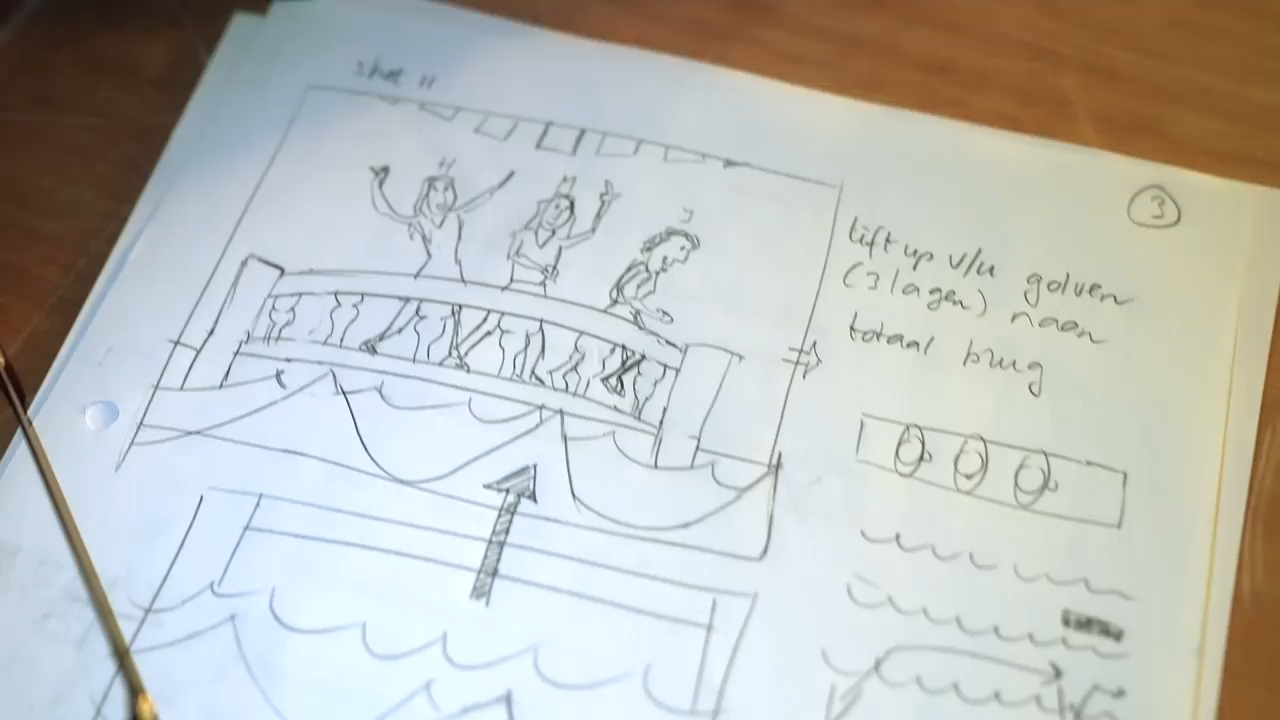 shot 11
3
lift up v/u golven
(3 lagen) naar
totaal brug